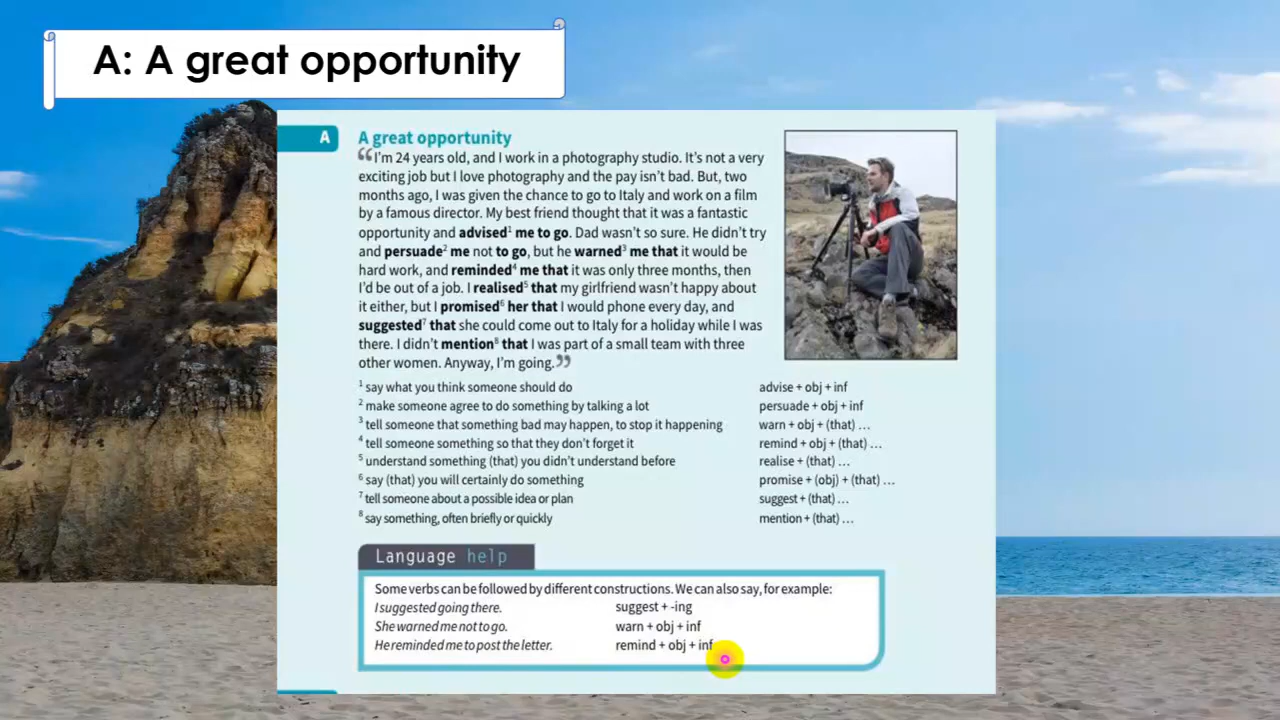 A: A great opportunity
A
A great opportunity
“I’m 24 years old, and I work in a photography studio. It’s not a very
exciting job but I love photography and the pay isn’t bad. But, two
months ago, I was given the chance to go to Italy and work on a film
by a famous director. My best friend thought that it was a fantastic
opportunity and advised¹ me to go. Dad wasn’t so sure. He didn’t try
and persuade² me not to go, but he warned³ me that it would be
hard work, and reminded⁴ me that it was only three months, then
I’d be out of a job. I realised⁵ that my girlfriend wasn’t happy about
it either, but I promised⁶ her that I would phone every day, and
suggested⁷ that she could come out to Italy for a holiday while I was
there. I didn’t mention⁸ that I was part of a small team with three
other women. Anyway, I’m going.”
¹ say what you think someone should do advise + obj + inf
² make someone agree to do something by talking a lot persuade + obj + inf
³ tell someone that something bad may happen, to stop it happening warn + obj + (that) …
⁴ tell someone something so that they don’t forget it remind + obj + (that) …
⁵ understand something (that) you didn’t understand before realise + (that) …
⁶ say (that) you will certainly do something promise + (obj) + (that) …
⁷ tell someone about a possible idea or plan suggest + (that) …
⁸ say something, often briefly or quickly mention + (that) …
Language help
Some verbs can be followed by different constructions. We can also say, for example:
I suggested going there. suggest + -ing
She warned me not to go. warn + obj + inf
He reminded me to post the letter. remind + obj + inf